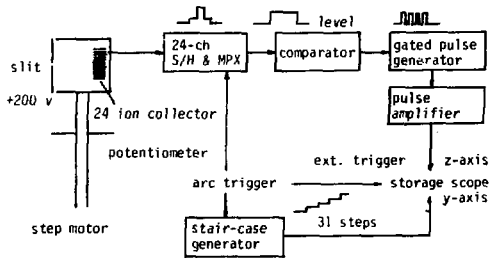 level
24-ch
S/H & MPX
comparator
gated pulse
generator
slit
+200 v
24 ion collector
pulse
amplifier
potentiometer
ext. trigger
z-axis
arc trigger
storage scope
y-axis
step motor
stair-case
generator
31 steps